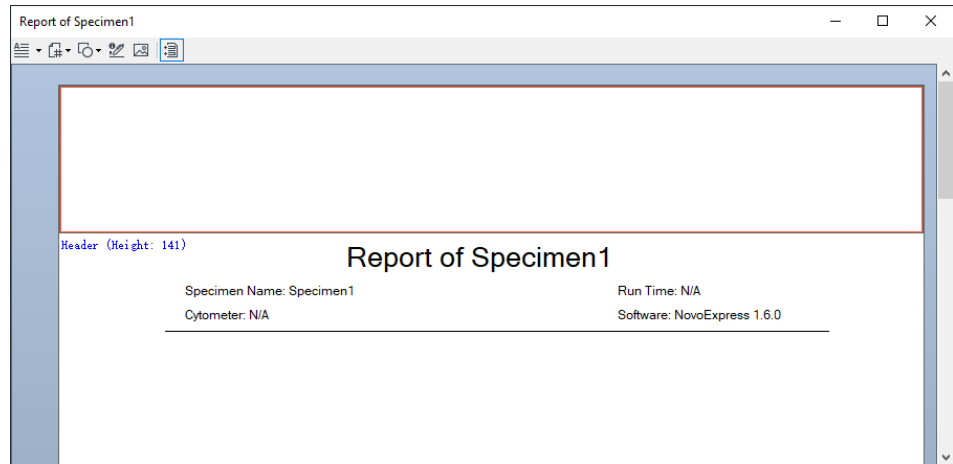 Report of Specimen1
Header (Height: 141)
Report of Specimen1
Specimen Name: Specimen1
Run Time: N/A
Cytometer: N/A
Software: NovoExpress 1.6.0